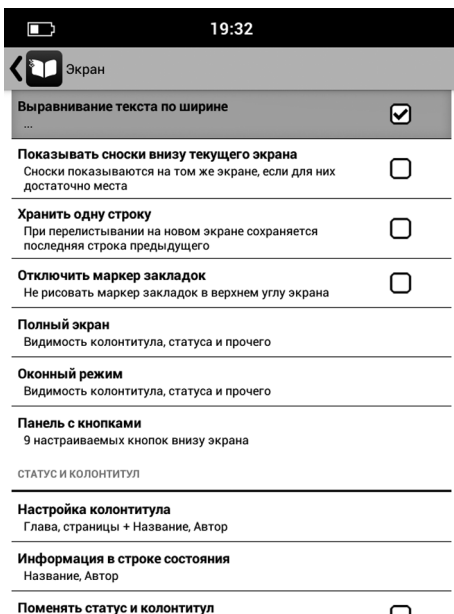 19:32
Экран
Выравнивание текста по ширине
...
Показывать сноски внизу текущего экрана
Сноски показываются на том же экране, если для них
достаточно места
Хранить одну строку
При перелистывании на новом экране сохраняется
последняя строка предыдущего
Отключить маркер закладок
Не рисовать маркер закладок в верхнем углу экрана
Полный экран
Видимость колонтитула, статуса и прочего
Оконный режим
Видимость колонтитула, статуса и прочего
Панель с кнопками
9 настраиваемых кнопок внизу экрана
СТАТУС И КОЛОНТИТУЛ
Настройка колонтитула
Глава, страницы + Название, Автор
Информация в строке состояния
Название, Автор
Поменять статус и колонтитул